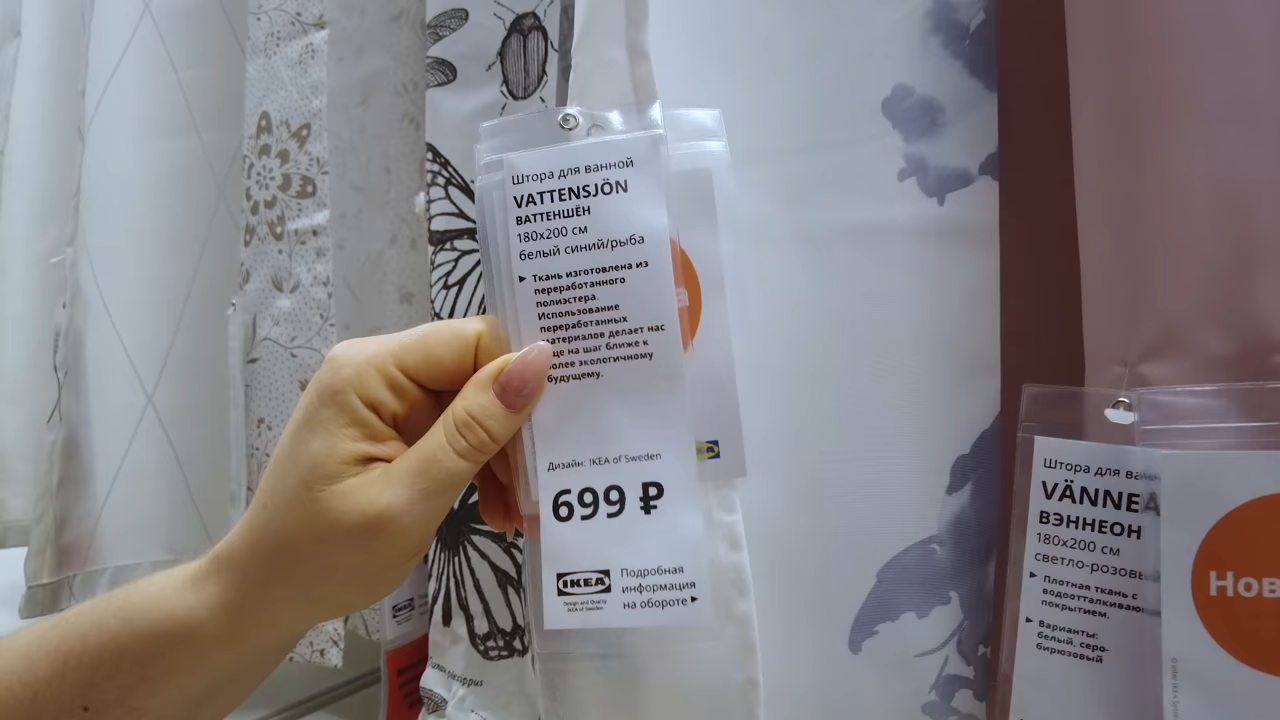 Штора для ванной
VATTENSJÖN
ВАТТЕНШЁН
180x200 см
белый синий/рыба
▶ Ткань изготовлена из
переработанного
полиэстера.
Использование
переработанных
материалов делает нас
ще на шаг ближе к
более экологичному
будущему.
Дизайн: IKEA of Sweden
699 ₽
IKEA
Design and Quality
IKEA of Sweden
Подробная
информация
на обороте ▶
Штора для ван
VÄNNEA
ВЭННЕОН
180x200 см
светло-розовы
▶ Плотная ткань с
водоотталкиваю
покрытием.
▶ Варианты:
белый, серо-
бирюзовый
Нов